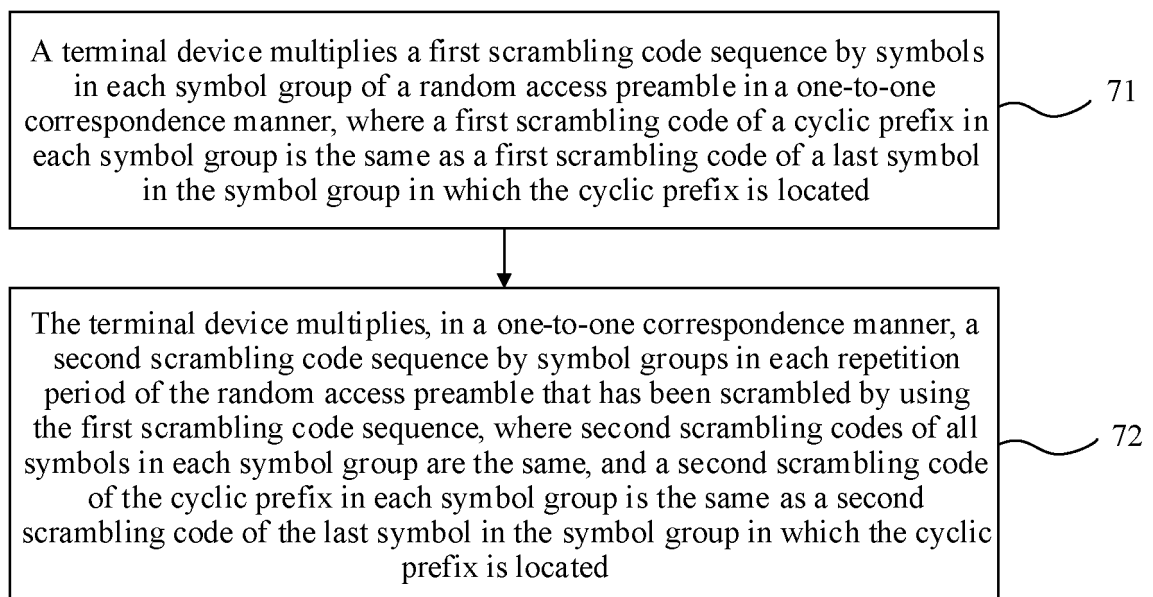 A terminal device multiplies a first scrambling code sequence by symbols
in each symbol group of a random access preamble in a one-to-one
correspondence manner, where a first scrambling code of a cyclic prefix in
each symbol group is the same as a first scrambling code of a last symbol
in the symbol group in which the cyclic prefix is located
71
The terminal device multiplies, in a one-to-one correspondence manner, a
second scrambling code sequence by symbol groups in each repetition
period of the random access preamble that has been scrambled by using
the first scrambling code sequence, where second scrambling codes of all
symbols in each symbol group are the same, and a second scrambling code
of the cyclic prefix in each symbol group is the same as a second
scrambling code of the last symbol in the symbol group in which the cyclic
prefix is located
72